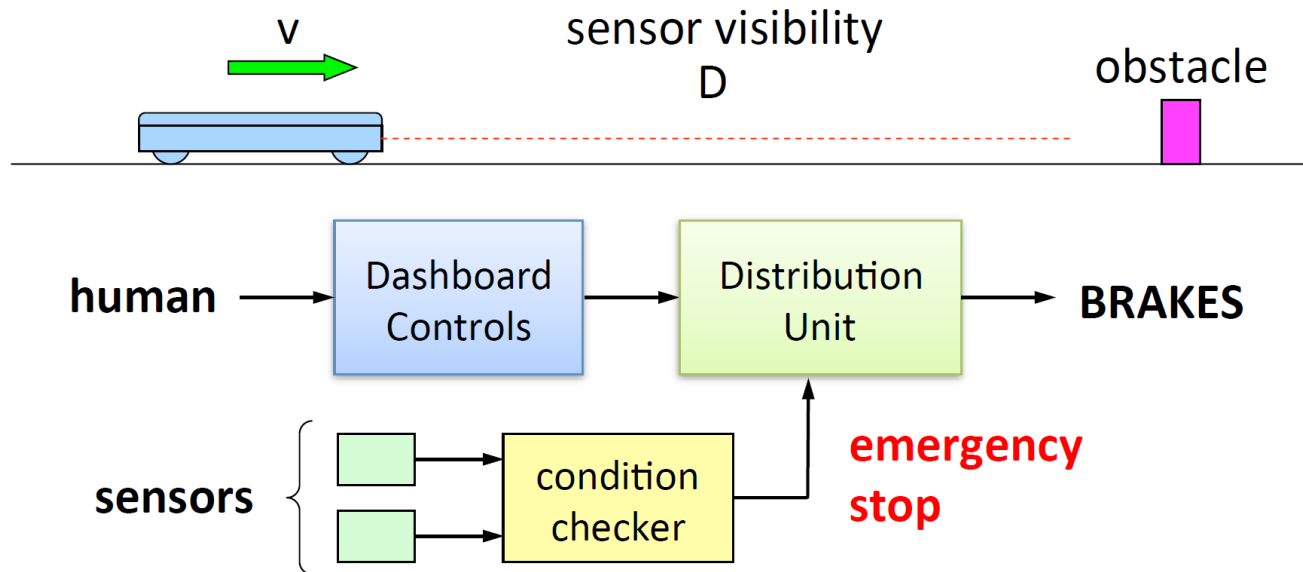 v
sensor visibility
D
obstacle
human
Dashboard
Controls
Distribution
Unit
BRAKES
sensors
condition
checker
emergency
stop